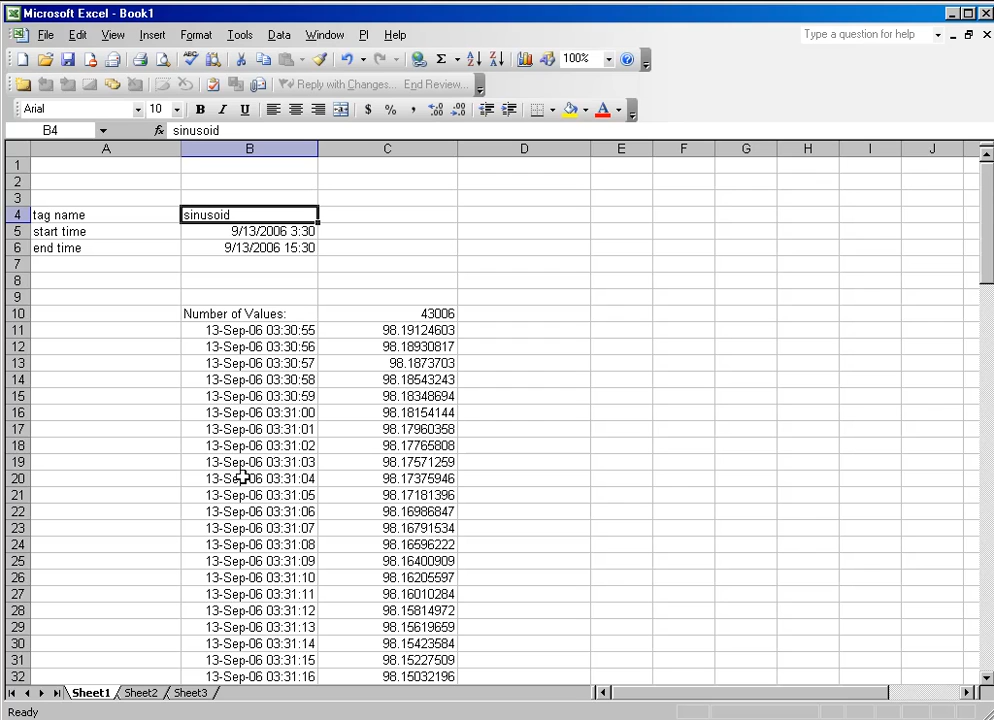 Microsoft Excel - Book1
File Edit View Insert Format Tools Data Window PI Help Type a question for help
100%
Reply with Changes... End Review...
Arial 10 B I U $ % ,
B4 fx sinusoid
A B C D E F G H I J
1
2
3
4 tag name sinusoid
5 start time 9/13/2006 3:30
6 end time 9/13/2006 15:30
7
8
9
10 Number of Values: 43006
11 13-Sep-06 03:30:55 98.19124603
12 13-Sep-06 03:30:56 98.18930817
13 13-Sep-06 03:30:57 98.1873703
14 13-Sep-06 03:30:58 98.18543243
15 13-Sep-06 03:30:59 98.18348694
16 13-Sep-06 03:31:00 98.18154144
17 13-Sep-06 03:31:01 98.17960358
18 13-Sep-06 03:31:02 98.17765808
19 13-Sep-06 03:31:03 98.17571259
20 13-Sep-06 03:31:04 98.17375946
21 13-Sep-06 03:31:05 98.17181396
22 13-Sep-06 03:31:06 98.16986847
23 13-Sep-06 03:31:07 98.16791534
24 13-Sep-06 03:31:08 98.16596222
25 13-Sep-06 03:31:09 98.16400909
26 13-Sep-06 03:31:10 98.16205597
27 13-Sep-06 03:31:11 98.16010284
28 13-Sep-06 03:31:12 98.15814972
29 13-Sep-06 03:31:13 98.15619659
30 13-Sep-06 03:31:14 98.15423584
31 13-Sep-06 03:31:15 98.15227509
32 13-Sep-06 03:31:16 98.15032196
Sheet1 Sheet2 Sheet3
Ready